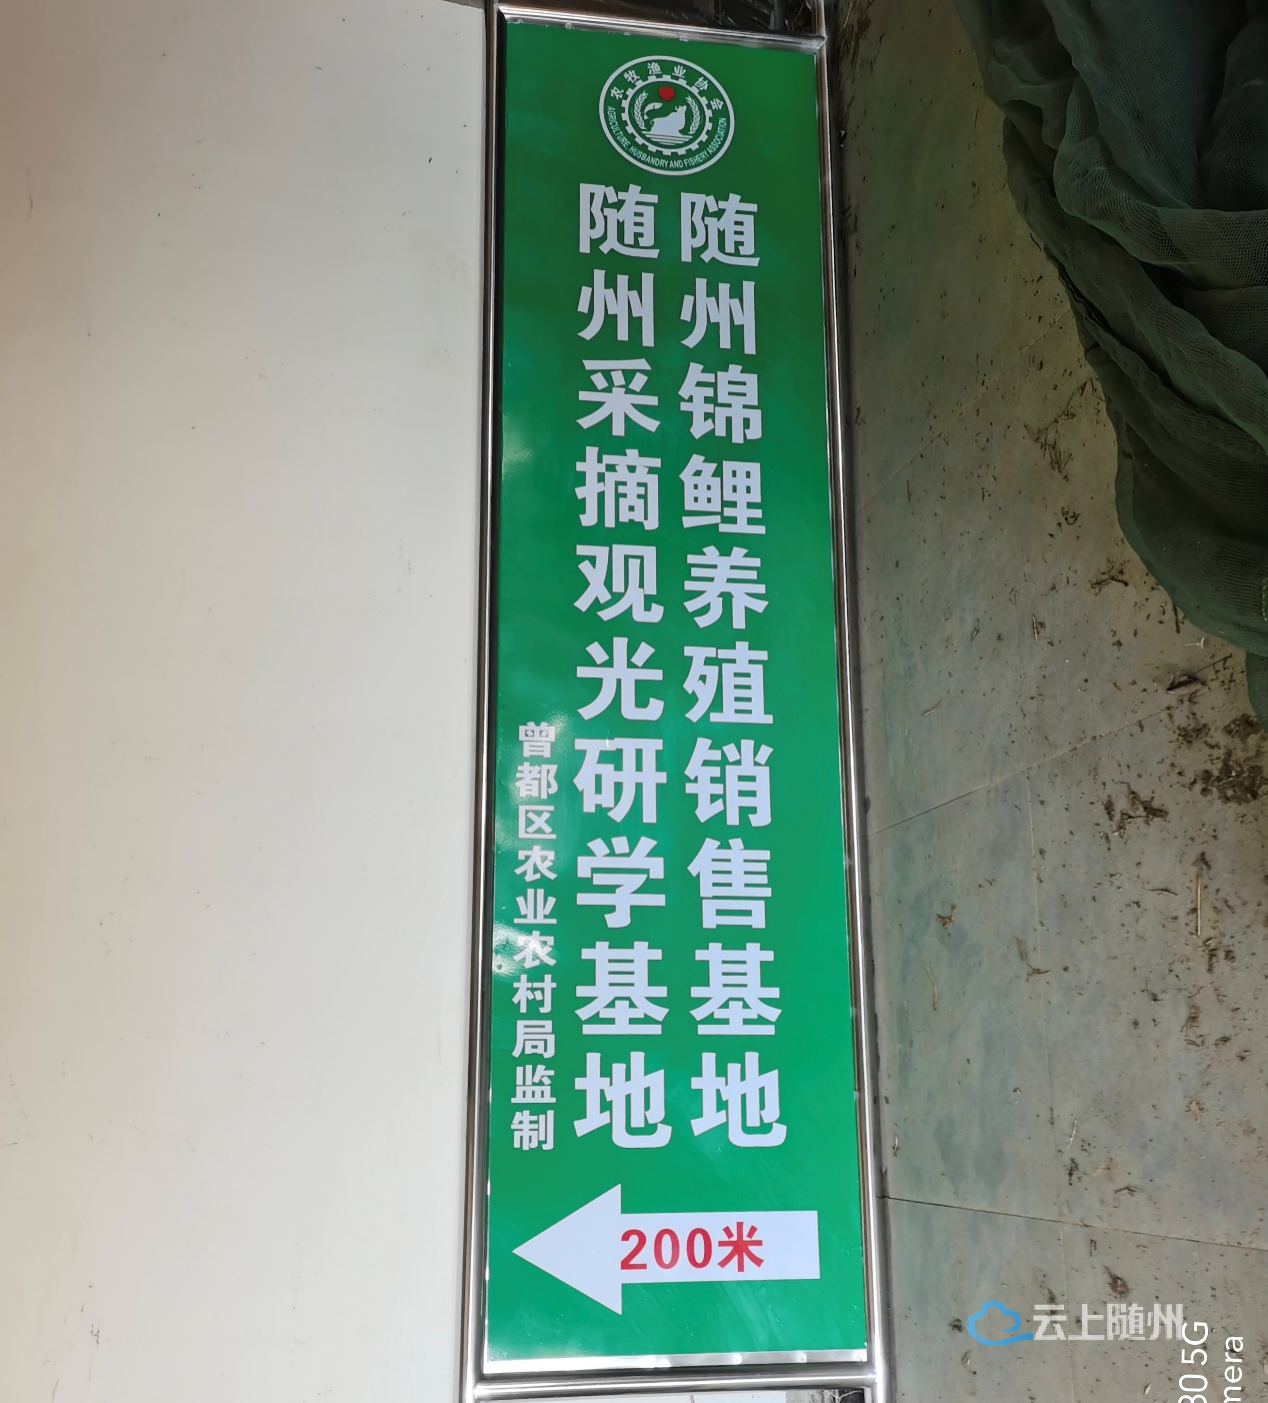 农牧渔业协会
AGRICULTURE HUSBANDRY AND FISHERY ASSOCIATION
随州锦鲤养殖销售基地
随州采摘观光研学基地
曾都区农业农村局监制
200米
云上随州